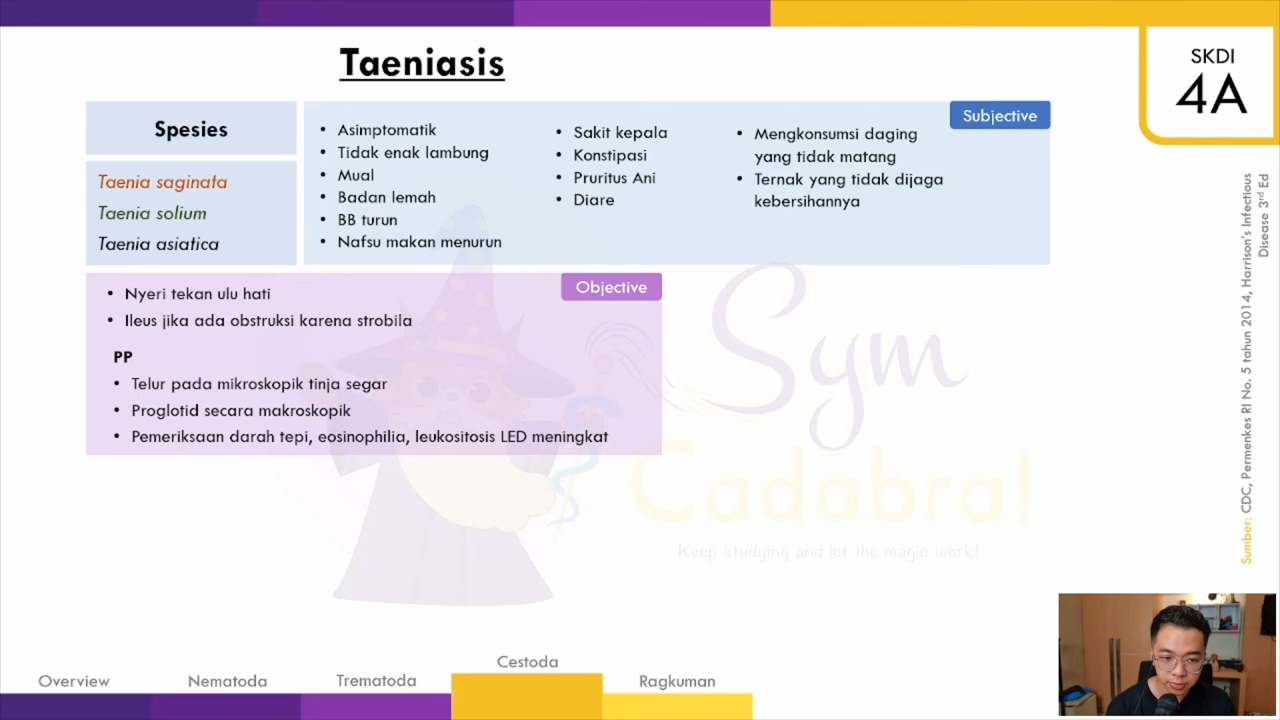 Taeniasis
SKDI
4A
Spesies
Taenia saginata
Taenia solium
Taenia asiatica
Subjective
• Asimptomatik
• Tidak enak lambung
• Mual
• Badan lemah
• BB turun
• Nafsu makan menurun
• Sakit kepala
• Konstipasi
• Pruritus Ani
• Diare
• Mengkonsumsi daging
yang tidak matang
• Ternak yang tidak dijaga
kebersihannya
Objective
• Nyeri tekan ulu hati
• Ileus jika ada obstruksi karena strobila
PP
• Telur pada mikroskopik tinja segar
• Proglotid secara makroskopik
• Pemeriksaan darah tepi, eosinophilia, leukositosis LED meningkat
Sym
Cadabra!
Keep studying and let the magic work!
Sumber: CDC, Permenkes RI No. 5 tahun 2014, Harrison's Infectious
Disease 3rd Ed
Overview
Nematoda
Trematoda
Cestoda
Ragkuman